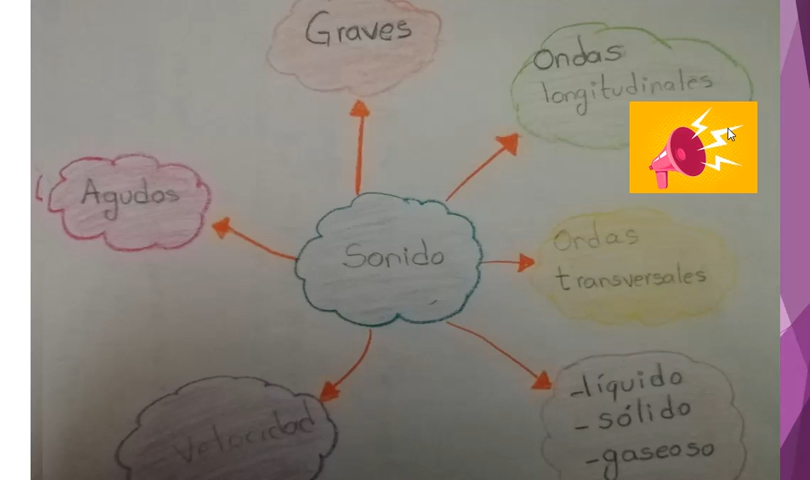 Graves
Ondas
longitudinales
Agudos
Sonido
Ondas
transversales
Velocidad
-líquido
-sólido
-gaseoso